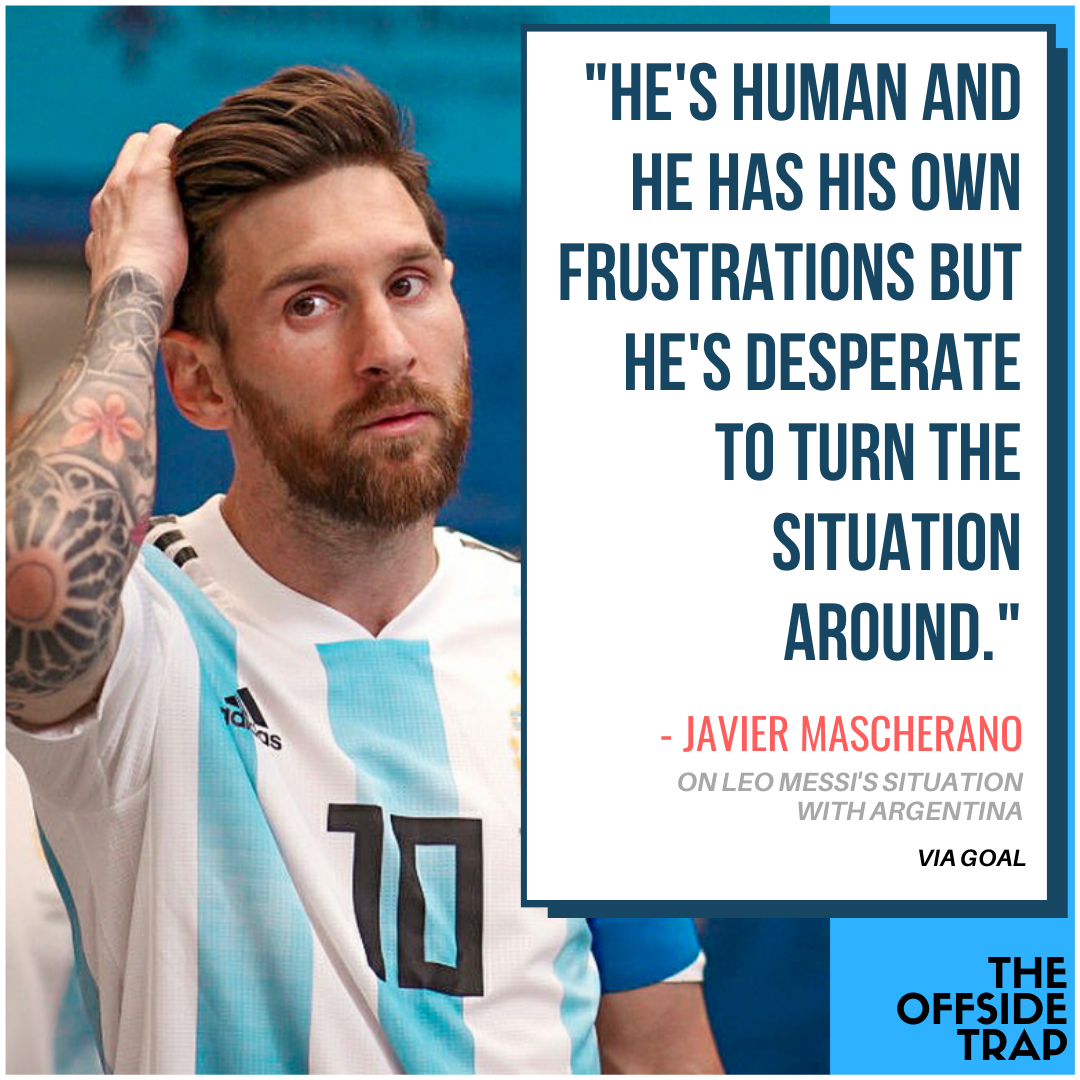 "HE'S HUMAN AND
HE HAS HIS OWN
FRUSTRATIONS BUT
HE'S DESPERATE
TO TURN THE
SITUATION
AROUND."
- JAVIER MASCHERANO
ON LEO MESSI'S SITUATION
WITH ARGENTINA
VIA GOAL
adidas
10
THE
OFFSIDE
TRAP